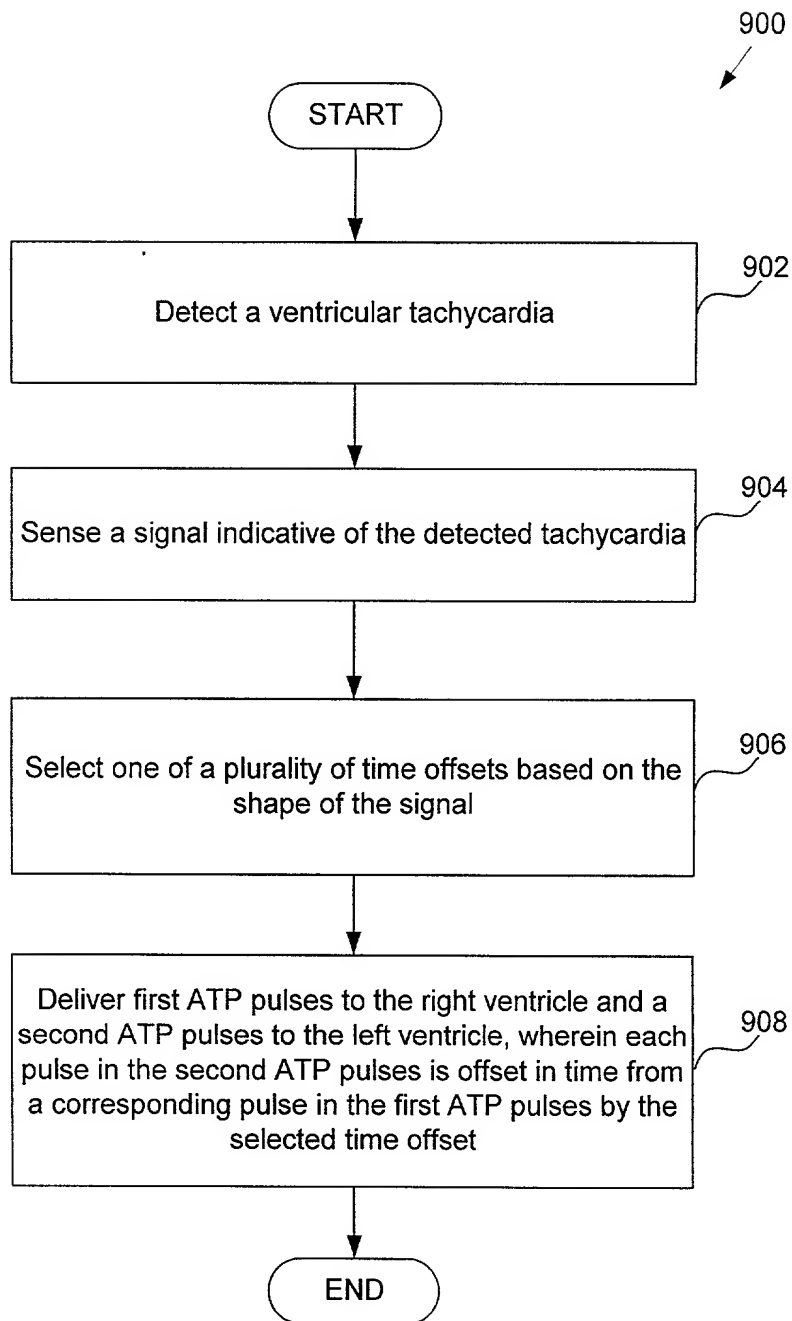 900
START
902
Detect a ventricular tachycardia
904
Sense a signal indicative of the detected tachycardia
906
Select one of a plurality of time offsets based on the
shape of the signal
Deliver first ATP pulses to the right ventricle and a
second ATP pulses to the left ventricle, wherein each
908
pulse in the second ATP pulses is offset in time from
a corresponding pulse in the first ATP pulses by the
selected time offset
END